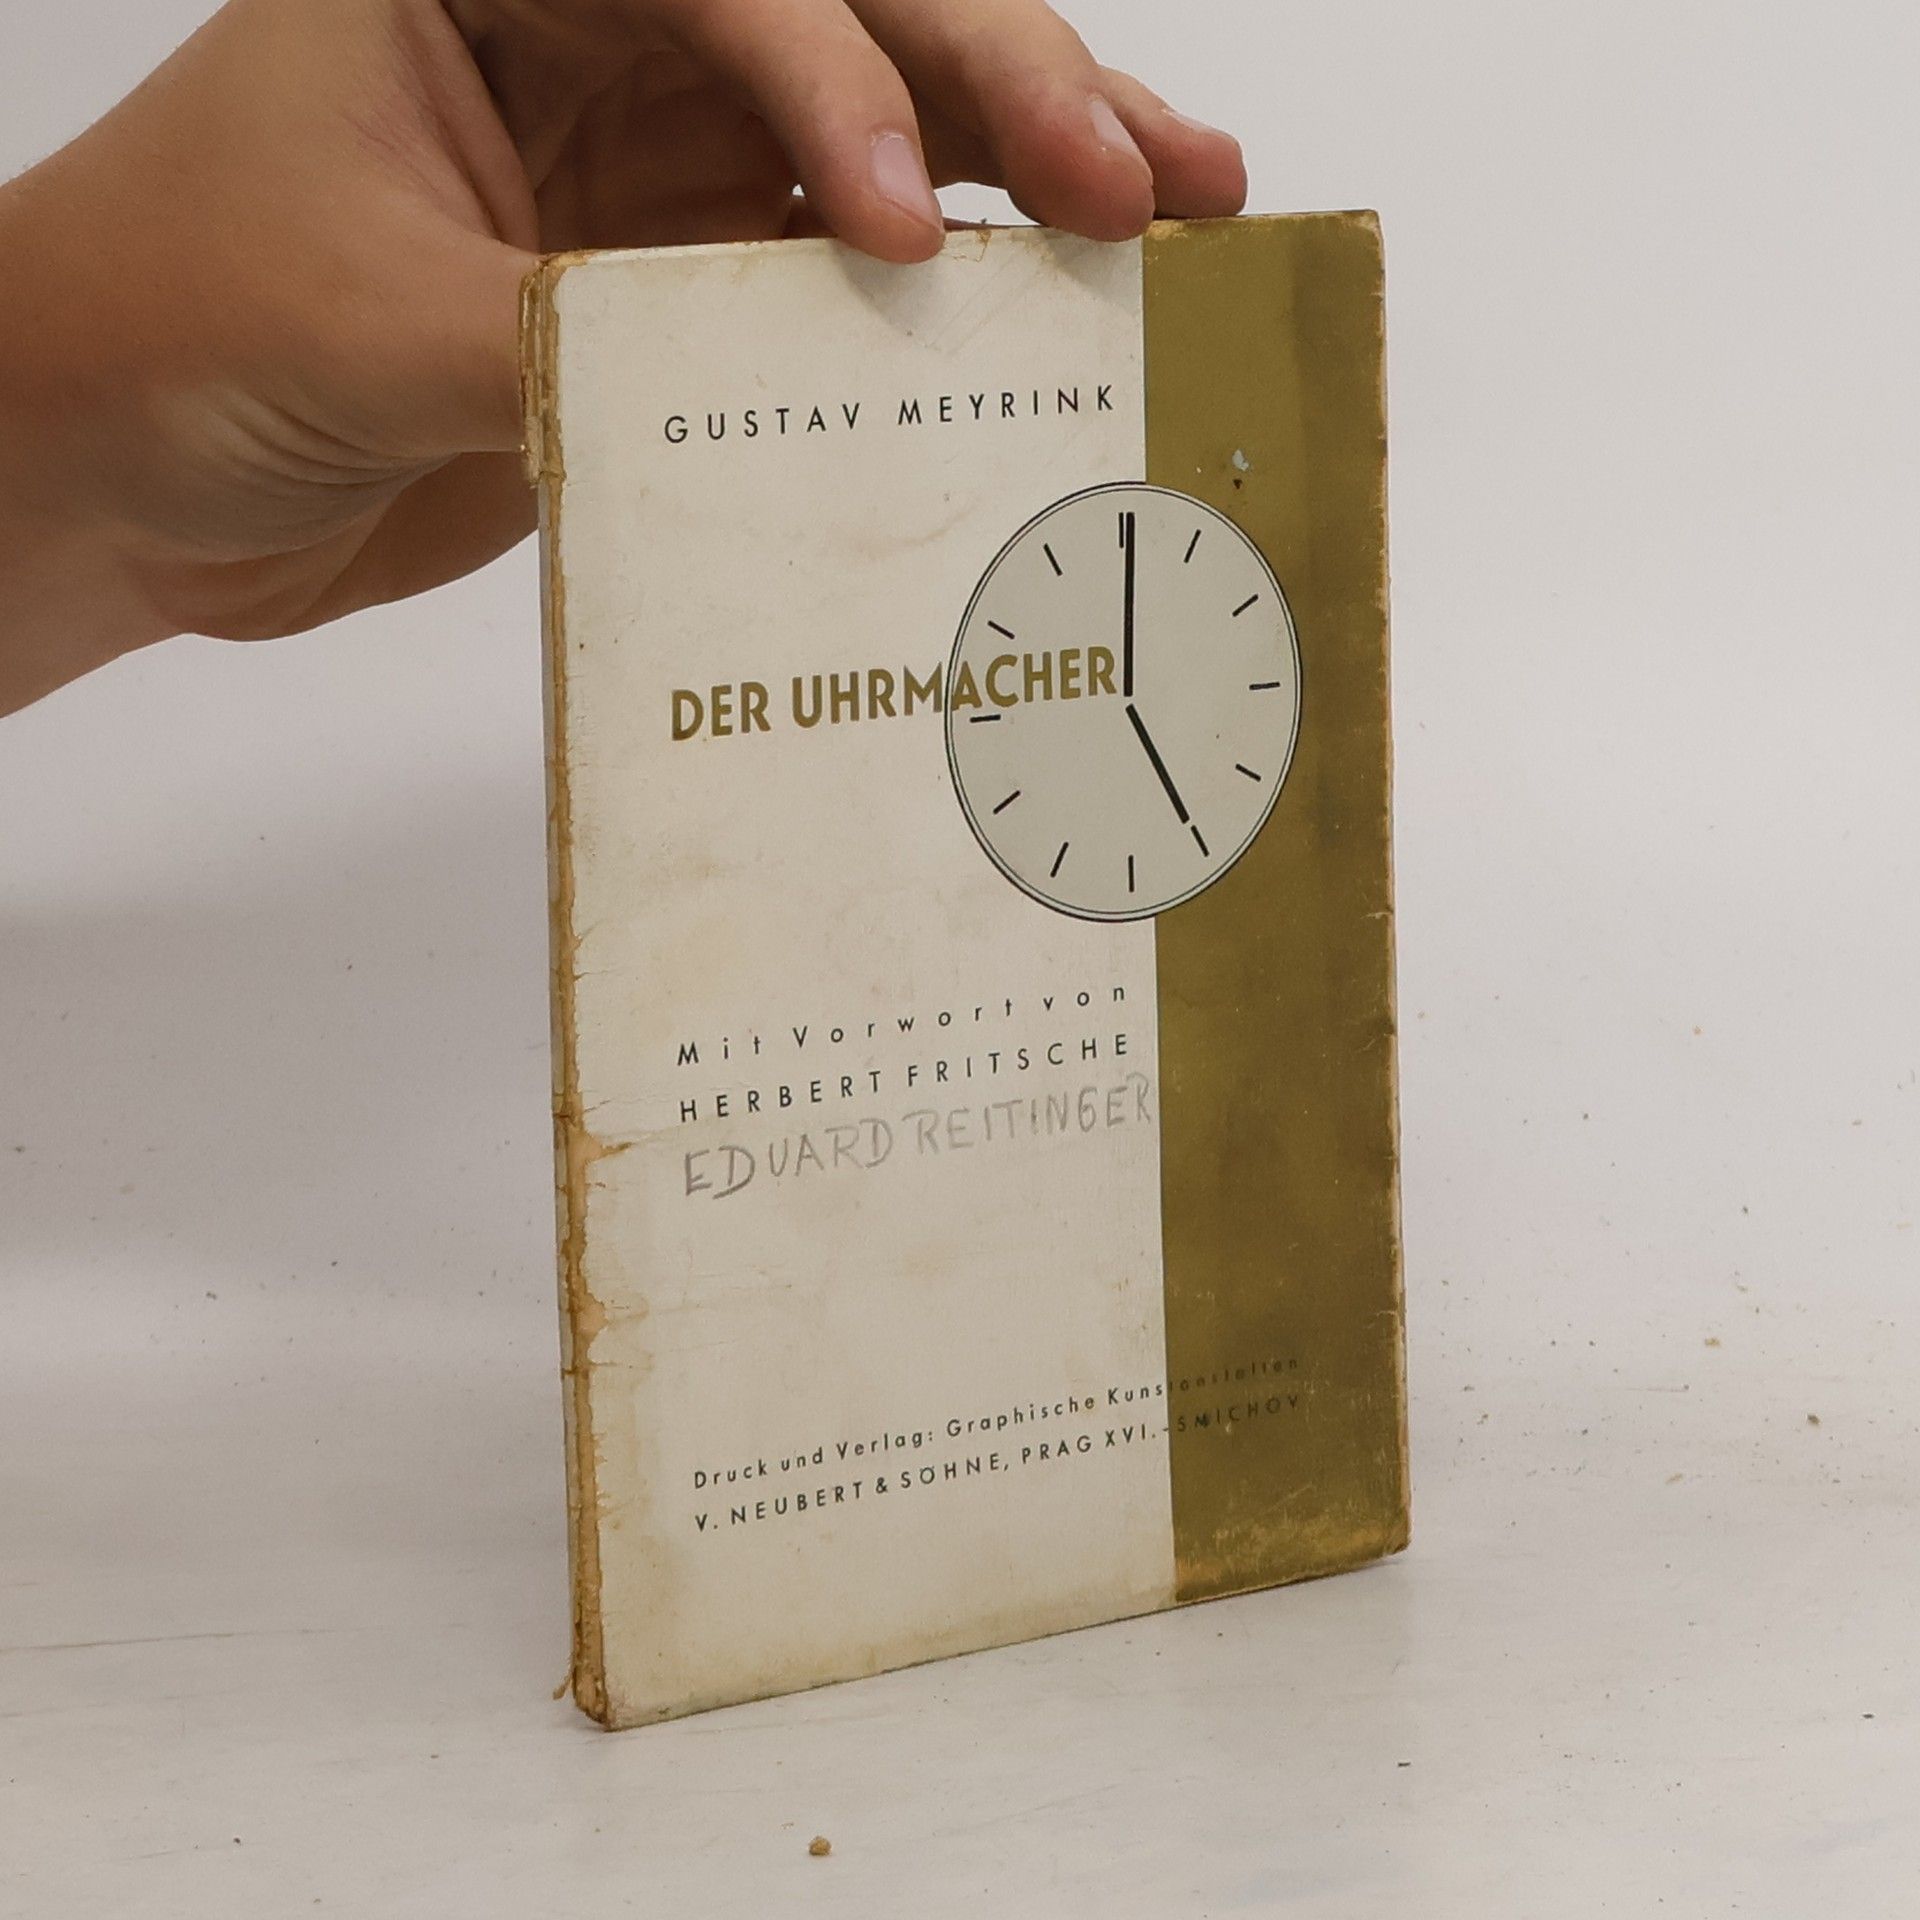 GUSTAV MEYRINK
DER UHRMACHER
Mit Vorwort von
HERBERT FRITSCHE
EDUARD REITINGER
Druck und Verlag: Graphische Kunstanstalten
V. NEUBERT & SÖHNE, PRAG XVI.-SMÍCHOV